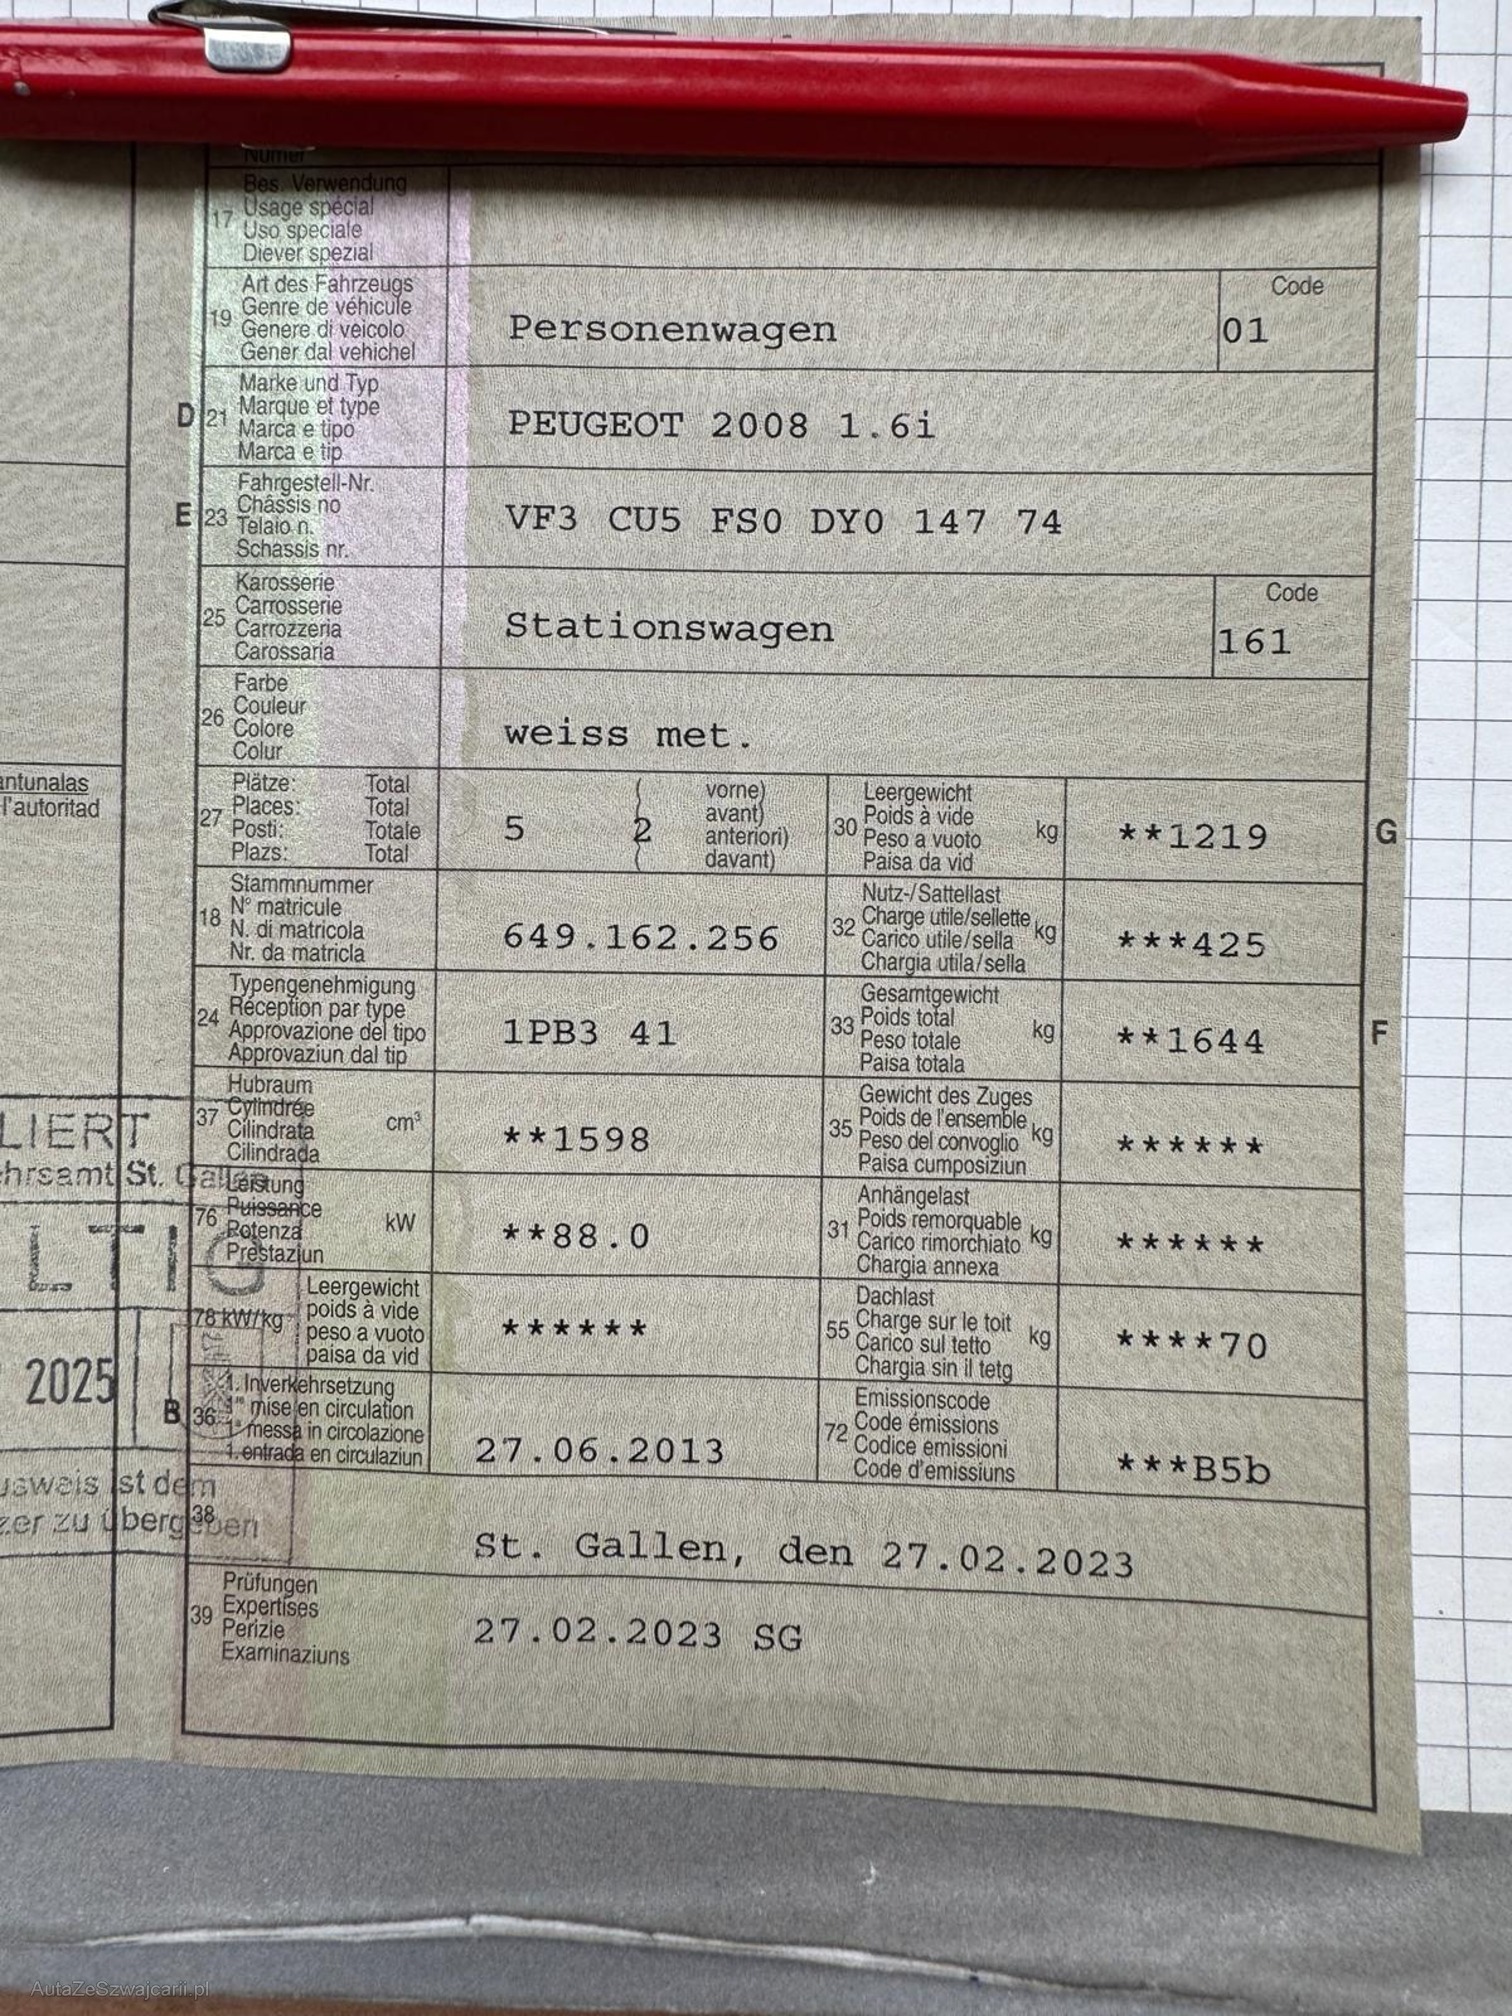 Numer
17 Bes. Verwendung
Usage spécial
Uso speciale
Diever spezial
19 Art des Fahrzeugs
Genre de véhicule
Genere di veicolo
Gener dal vehichel
Personenwagen
Code
01
D 21 Marke und Typ
Marque et type
Marca e tipo
Marca e tip
PEUGEOT 2008 1.6i
E 23 Fahrgestell-Nr.
Châssis no
Telaio n.
Schassis nr.
VF3 CU5 FS0 DY0 147 74
25 Karosserie
Carrosserie
Carrozzeria
Carossaria
Stationswagen
Code
161
26 Farbe
Couleur
Colore
Colur
weiss met.
antunalas
l'autoritad
27 Plätze: Total
Places: Total
Posti: Totale
Plazs: Total
5 ( 2 vorne)
avant)
anteriori)
( davant)
30 Leergewicht
Poids à vide
Peso a vuoto
Paisa da vid
kg
**1219
G
18 Stammnummer
N° matricule
N. di matricola
Nr. da matricla
649.162.256
32 Nutz-/Sattellast
Charge utile/sellette
Carico utile/sella
Chargia utila/sella
kg
***425
24 Typengenehmigung
Réception par type
Approvazione del tipo
Approvaziun dal tip
1PB3 41
33 Gesamtgewicht
Poids total
Peso totale
Paisa totala
kg
**1644
F
37 Hubraum
Cylindrée
Cilindrata
Cilindrada
cm³
**1598
35 Gewicht des Zuges
Poids de l'ensemble
Peso del convoglio
Paisa cumposiziun
kg
******
LIERT
hrsamt St. Gallen
LTIG
76 Leistung
Puissance
Potenza
Prestaziun
kW
**88.0
31 Anhängelast
Poids remorquable
Carico rimorchiato
Chargia annexa
kg
******
78 kW/kg Leergewicht
poids à vide
peso a vuoto
paisa da vid
******
55 Dachlast
Charge sur le toit
Carico sul tetto
Chargia sin il tetg
kg
****70
2025
B 36 1. Inverkehrsetzung
1re mise en circulation
1a messa in circolazione
1. entrada en circulaziun
27.06.2013
72 Emissionscode
Code émissions
Codice emissioni
Code d'emissiuns
***B5b
usweis ist dem
zer zu übergeben
38
St. Gallen, den 27.02.2023
39 Prüfungen
Expertises
Perizie
Examinaziuns
27.02.2023 SG
AutaZeSzwajcarii.pl